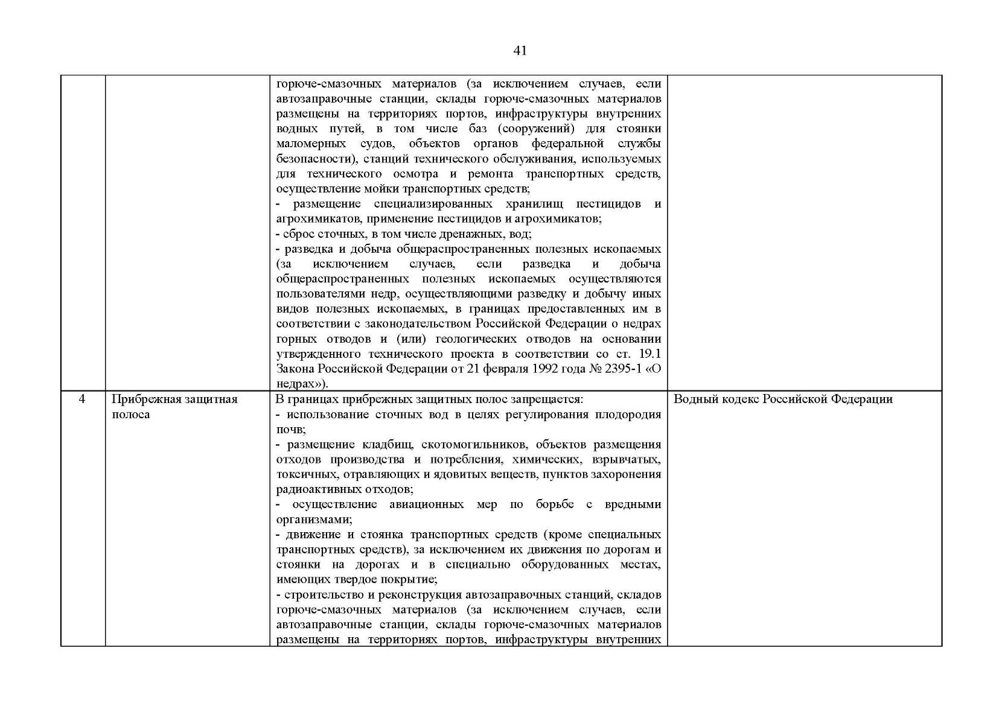 41
горюче-смазочных материалов (за исключением случаев, если
автозаправочные станции, склады горюче-смазочных материалов
размещены на территориях портов, инфраструктуры внутренних
водных путей, в том числе баз (сооружений) для стоянки
маломерных судов, объектов органов федеральной службы
безопасности), станций технического обслуживания, используемых
для технического осмотра и ремонта транспортных средств,
осуществление мойки транспортных средств;
- размещение специализированных хранилищ пестицидов и
агрохимикатов, применение пестицидов и агрохимикатов;
- сброс сточных, в том числе дренажных, вод;
- разведка и добыча общераспространенных полезных ископаемых
(за исключением случаев, если разведка и добыча
общераспространенных полезных ископаемых осуществляются
пользователями недр, осуществляющими разведку и добычу иных
видов полезных ископаемых, в границах предоставленных им в
соответствии с законодательством Российской Федерации о недрах
горных отводов и (или) геологических отводов на основании
утвержденного технического проекта в соответствии со ст. 19.1
Закона Российской Федерации от 21 февраля 1992 года № 2395-1 «О
недрах»).
4
Прибрежная защитная
полоса
В границах прибрежных защитных полос запрещается:
- использование сточных вод в целях регулирования плодородия
почв;
- размещение кладбищ, скотомогильников, объектов размещения
отходов производства и потребления, химических, взрывчатых,
токсичных, отравляющих и ядовитых веществ, пунктов захоронения
радиоактивных отходов;
- осуществление авиационных мер по борьбе с вредными
организмами;
- движение и стоянка транспортных средств (кроме специальных
транспортных средств), за исключением их движения по дорогам и
стоянки на дорогах и в специально оборудованных местах,
имеющих твердое покрытие;
- строительство и реконструкция автозаправочных станций, складов
горюче-смазочных материалов (за исключением случаев, если
автозаправочные станции, склады горюче-смазочных материалов
размещены на территориях портов, инфраструктуры внутренних
Водный кодекс Российской Федерации